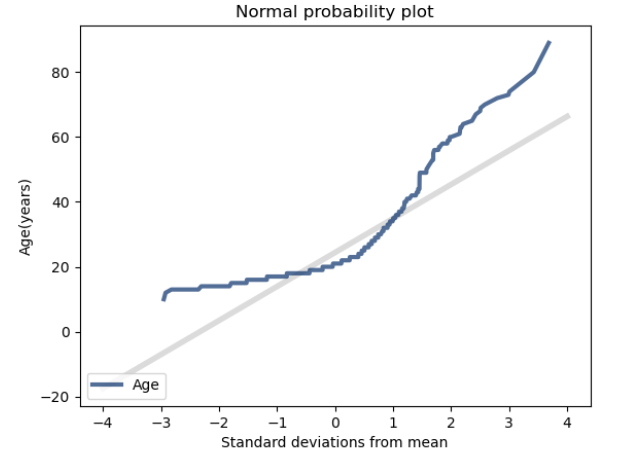 Normal probability plot
Age(years)
80
60
40
20
0
−20
Age
−4 −3 −2 −1 0 1 2 3 4
Standard deviations from mean